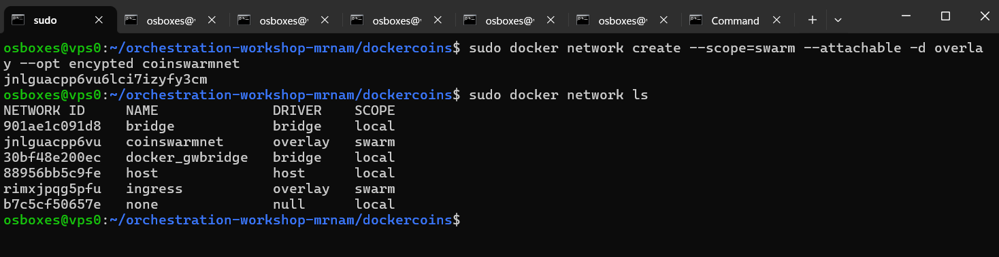 sudo
osboxes@v
osboxes@v
osboxes@v
osboxes@v
osboxes@v
Command
osboxes@vps0:~/orchestration-workshop-mrnam/dockercoins$ sudo docker network create --scope=swarm --attachable -d overla
y --opt encypted coinswarmnet
jnlguacpp6vu6lci7izyfy3cm
osboxes@vps0:~/orchestration-workshop-mrnam/dockercoins$ sudo docker network ls
NETWORK ID     NAME              DRIVER    SCOPE
901ae1c091d8   bridge            bridge    local
jnlguacpp6vu   coinswarmnet      overlay   swarm
30bf48e200ec   docker_gwbridge   bridge    local
88956bb5c9fe   host              host      local
rimxjpqg5pfu   ingress           overlay   swarm
b7c5cf50657e   none              null      local
osboxes@vps0:~/orchestration-workshop-mrnam/dockercoins$